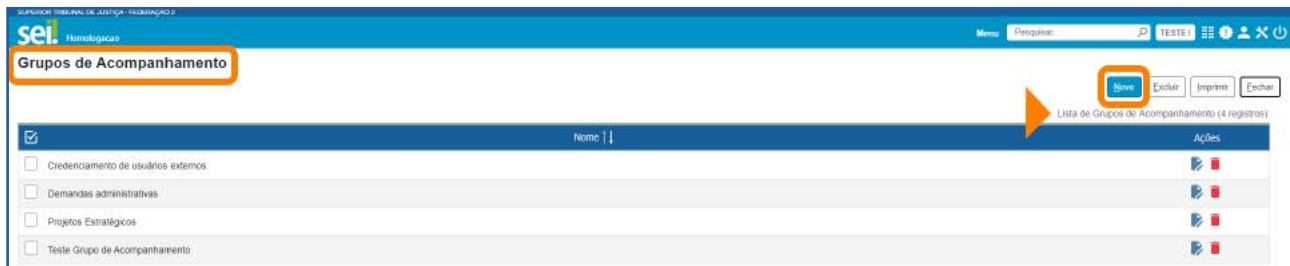 SUPERIOR TRIBUNAL DE JUSTIÇA - FEDERAÇÃO 2
sei! Homologacao Menu Pesquisar... TESTE I
Grupos de Acompanhamento
Novo Excluir Imprimir Fechar
Lista de Grupos de Acompanhamento (4 registros):
Nome Ações
Credenciamento de usuários externos
Demandas administrativas
Projetos Estratégicos
Teste Grupo de Acompanhamento